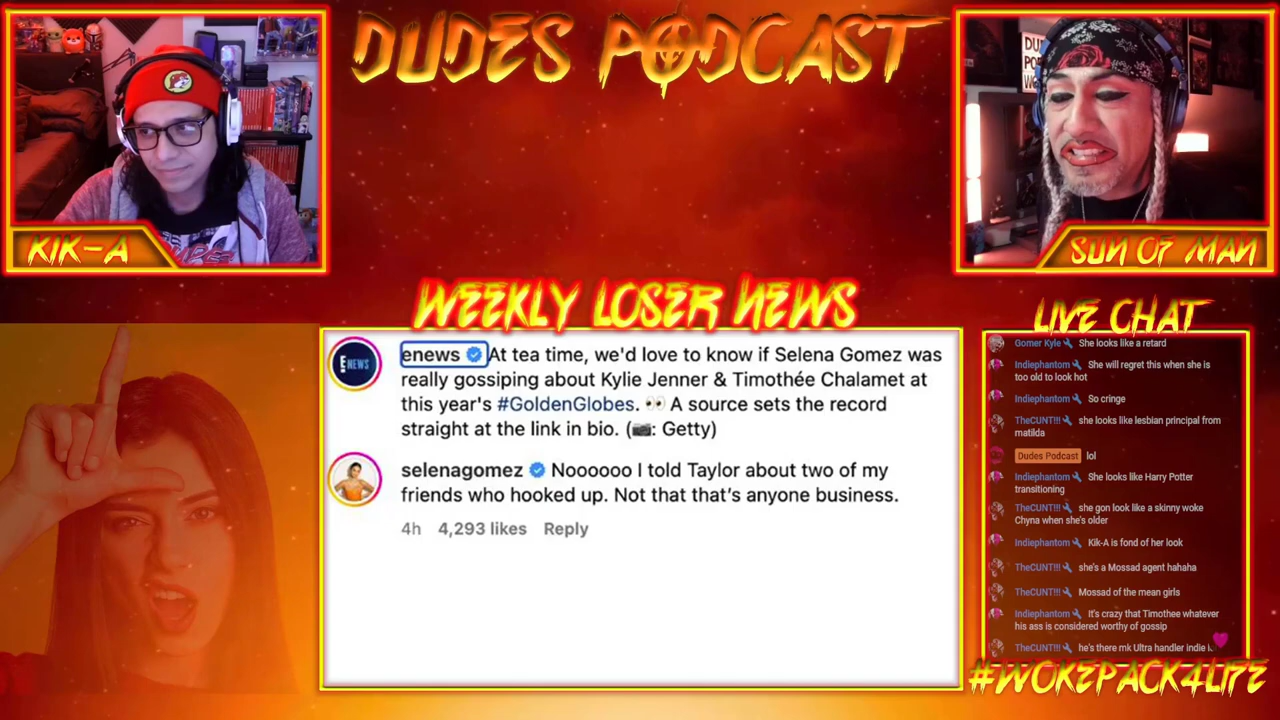 DUDES PODCAST
KIK-A
SUN OF MAN
WEEKLY LOSER NEWS
E NEWS
enews At tea time, we'd love to know if Selena Gomez was
really gossiping about Kylie Jenner & Timothée Chalamet at
this year's #GoldenGlobes. 👀 A source sets the record
straight at the link in bio. (📷: Getty)
selenagomez Noooooo I told Taylor about two of my
friends who hooked up. Not that that's anyone business.
4h 4,293 likes Reply
LIVE CHAT
Gomer Kyle She looks like a retard
Indiephantom She will regret this when she is
too old to look hot
Indiephantom So cringe
TheCUNT!!! she looks like lesbian principal from
matilda
Dudes Podcast lol
Indiephantom She looks like Harry Potter
transitioning
TheCUNT!!! she gon look like a skinny woke
Chyna when she's older
Indiephantom Kik-A is fond of her look
TheCUNT!!! she's a Mossad agent hahaha
TheCUNT!!! Mossad of the mean girls
Indiephantom It's crazy that Timothee whatever
his ass is considered worthy of gossip
TheCUNT!!! he's there mk Ultra handler indie
#WOKEPACK4LIFE